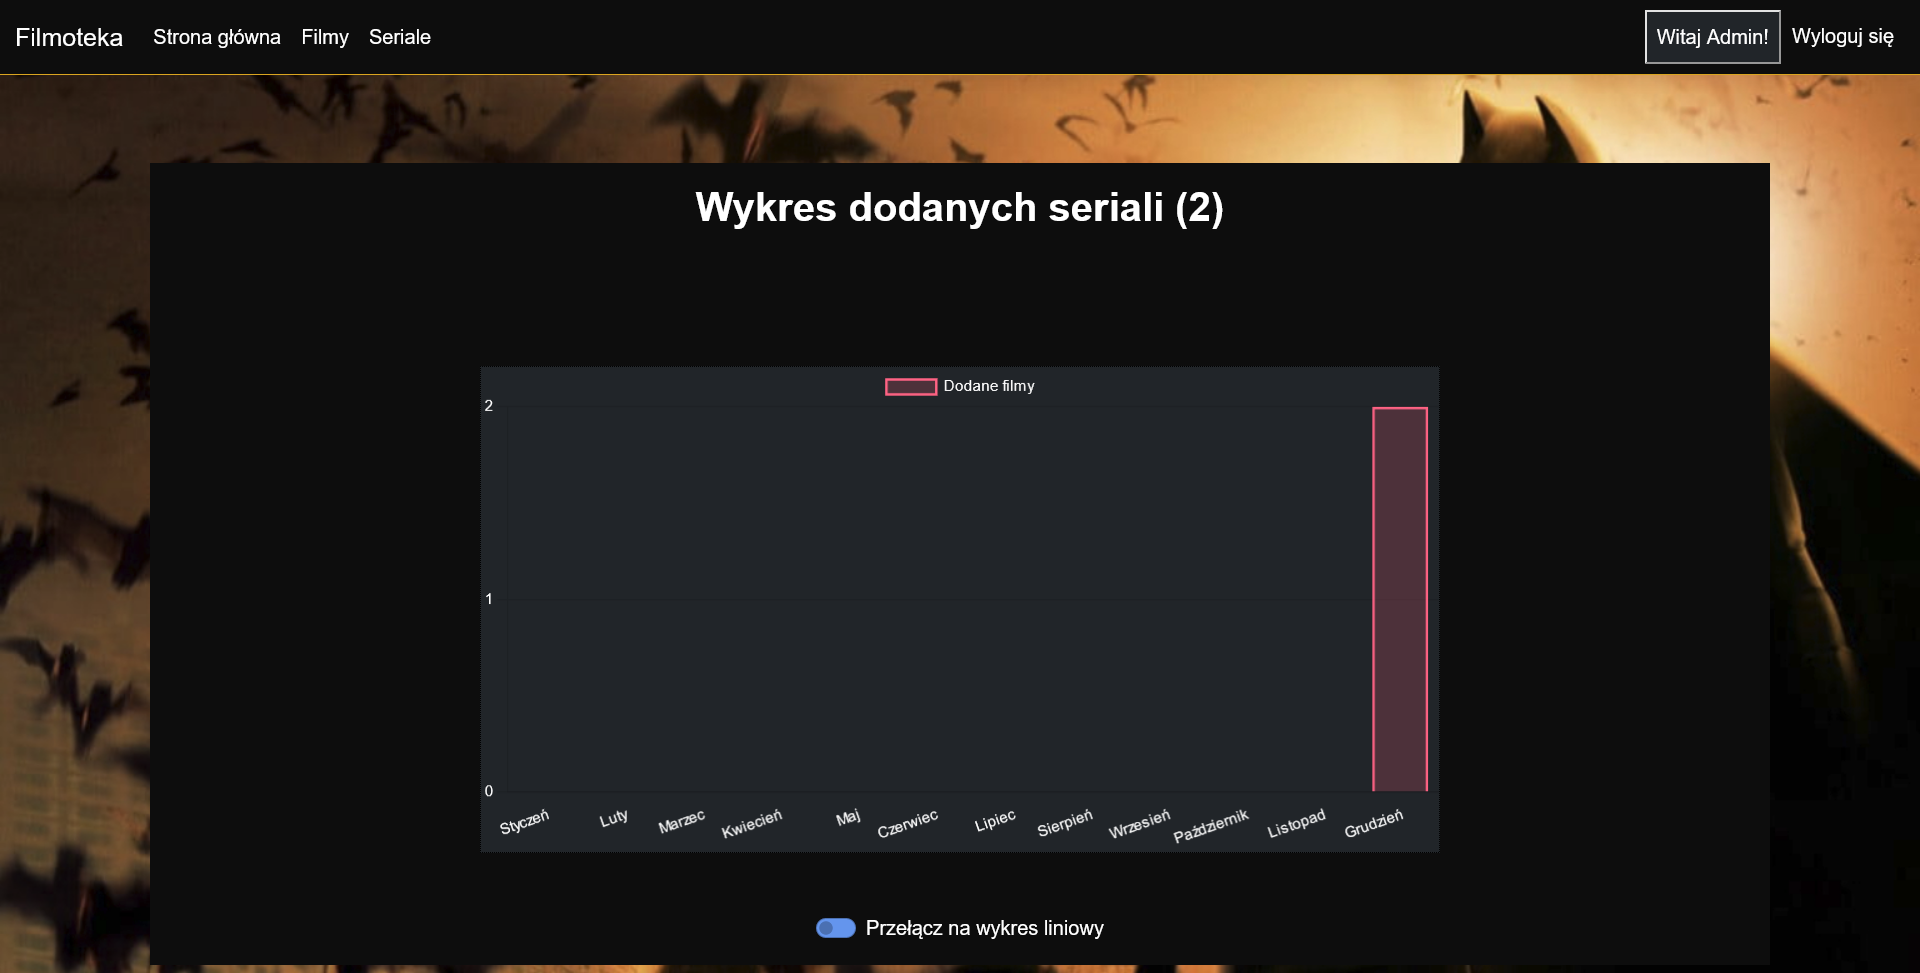 Filmoteka Strona główna Filmy Seriale Witaj Admin! Wyloguj się
Wykres dodanych seriali (2)
Dodane filmy
2
1
0
Styczeń Luty Marzec Kwiecień Maj Czerwiec Lipiec Sierpień Wrzesień Październik Listopad Grudzień
Przełącz na wykres liniowy